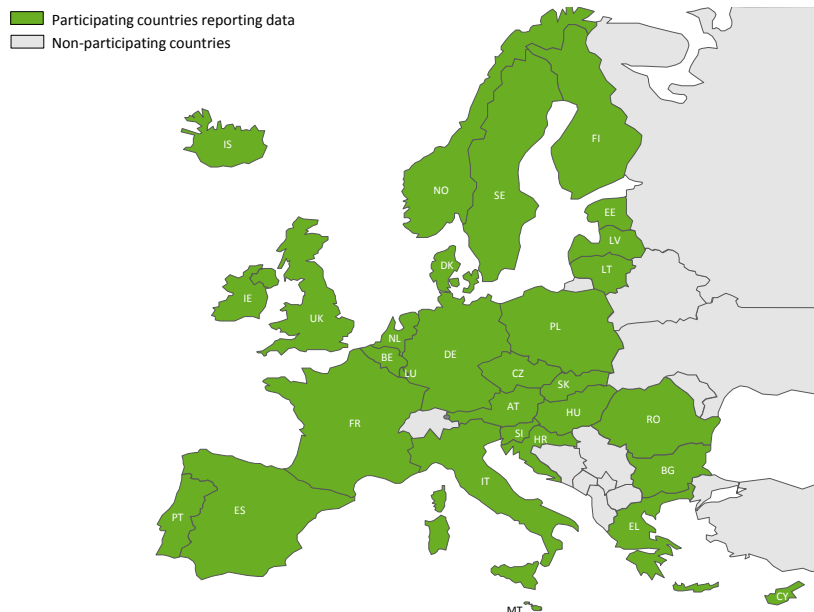 Participating countries reporting data
Non-participating countries
IS
FI
NO
SE
EE
LV
DK
LT
IE
UK
NL
PL
BE
DE
LU
CZ
SK
AT
HU
FR
RO
SI
HR
BG
IT
ES
PT
EL
CY
MT